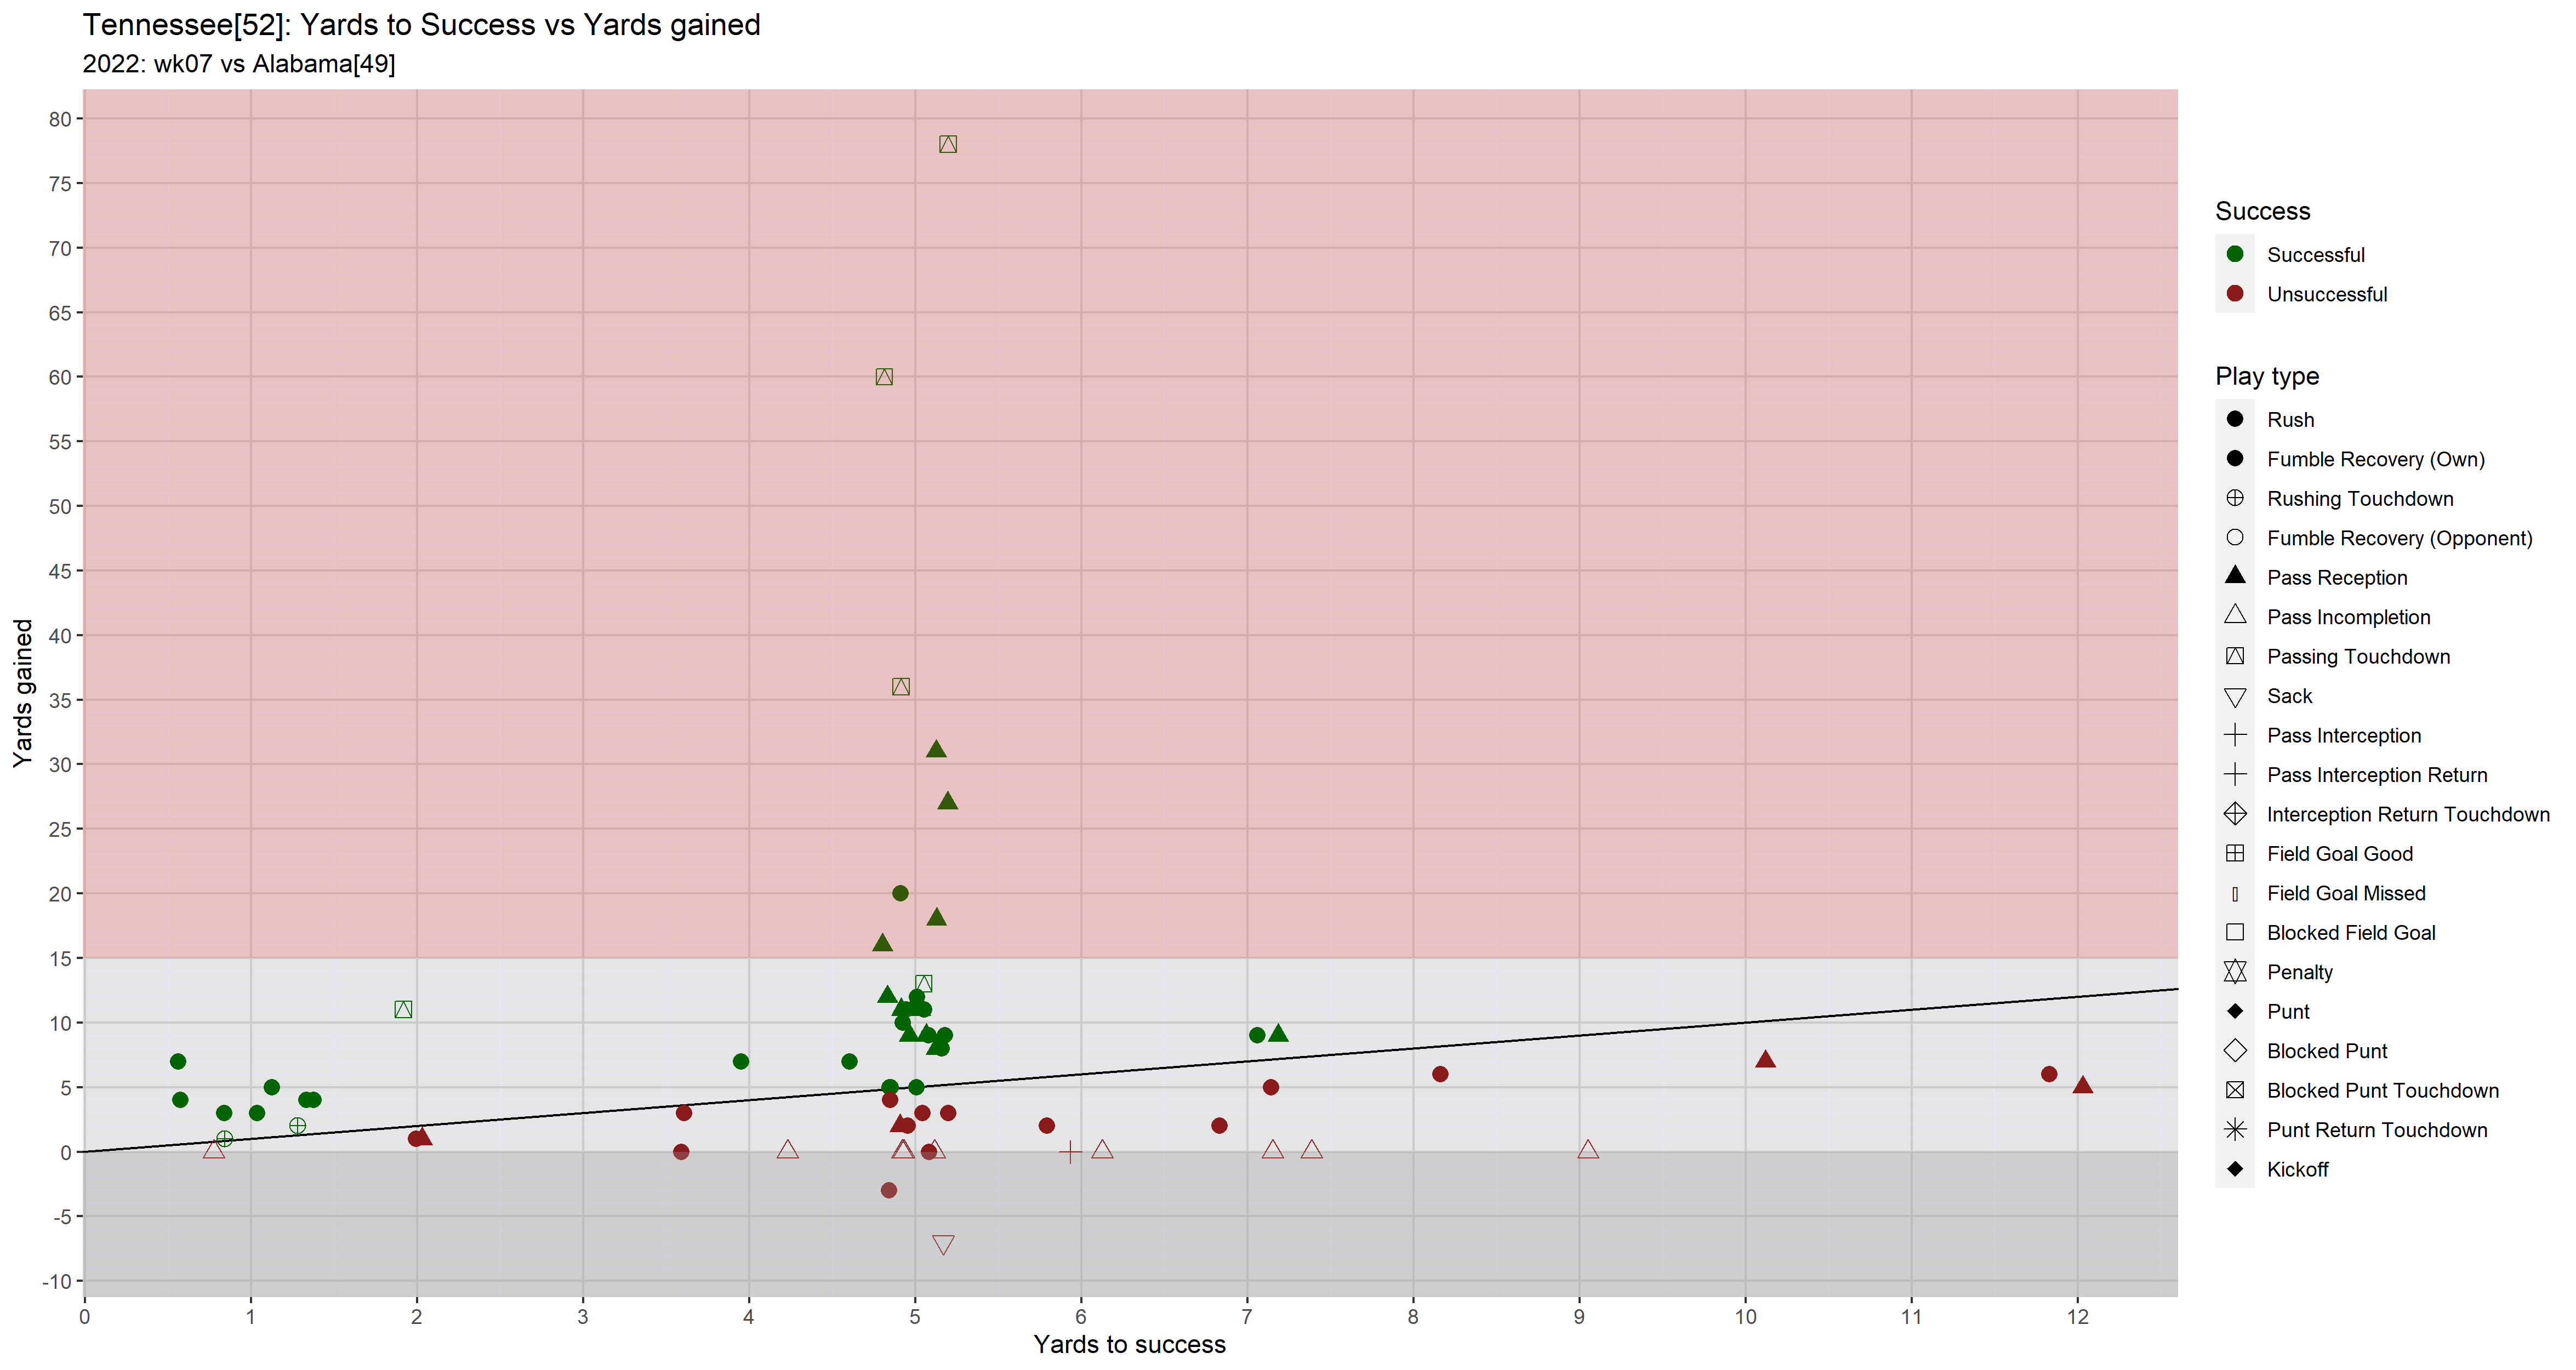 Tennessee[52]: Yards to Success vs Yards gained
2022: wk07 vs Alabama[49]
Yards gained
80
75
70
65
60
55
50
45
40
35
30
25
20
15
10
5
0
-5
-10
0 1 2 3 4 5 6 7 8 9 10 11 12
Yards to success
Success
Successful
Unsuccessful
Play type
Rush
Fumble Recovery (Own)
Rushing Touchdown
Fumble Recovery (Opponent)
Pass Reception
Pass Incompletion
Passing Touchdown
Sack
Pass Interception
Pass Interception Return
Interception Return Touchdown
Field Goal Good
Field Goal Missed
Blocked Field Goal
Penalty
Punt
Blocked Punt
Blocked Punt Touchdown
Punt Return Touchdown
Kickoff